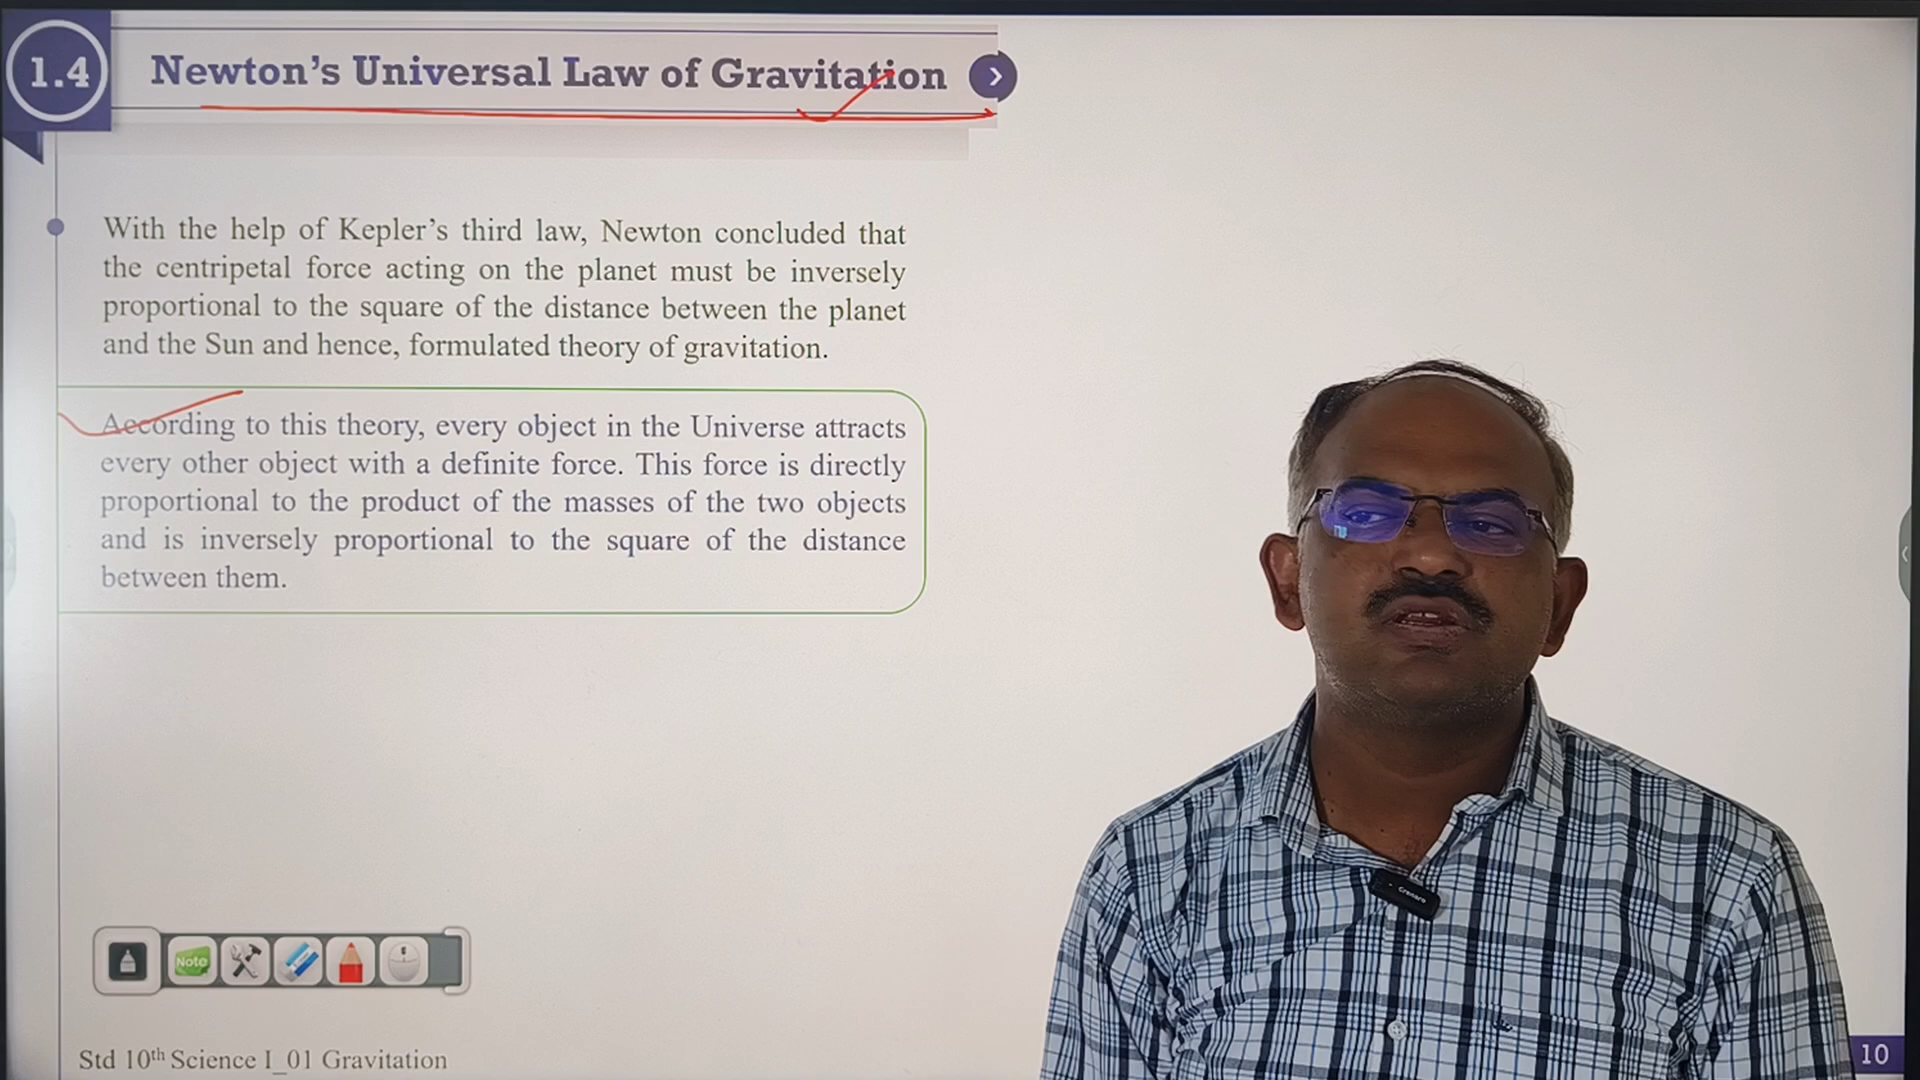 1.4
Newton’s Universal Law of Gravitation
With the help of Kepler’s third law, Newton concluded that
the centripetal force acting on the planet must be inversely
proportional to the square of the distance between the planet
and the Sun and hence, formulated theory of gravitation.
According to this theory, every object in the Universe attracts
every other object with a definite force. This force is directly
proportional to the product of the masses of the two objects
and is inversely proportional to the square of the distance
between them.
Note
Std 10th Science I_01 Gravitation
10